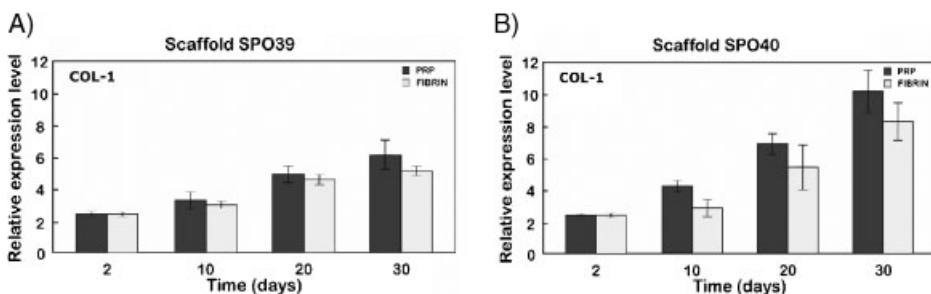 A)
Scaffold SPO39
Relative expression level
12
10
8
6
4
2
0
COL-1
PRP
FIBRIN
2 10 20 30
Time (days)
B)
Scaffold SPO40
Relative expression level
12
10
8
6
4
2
0
COL-1
PRP
FIBRIN
2 10 20 30
Time (days)